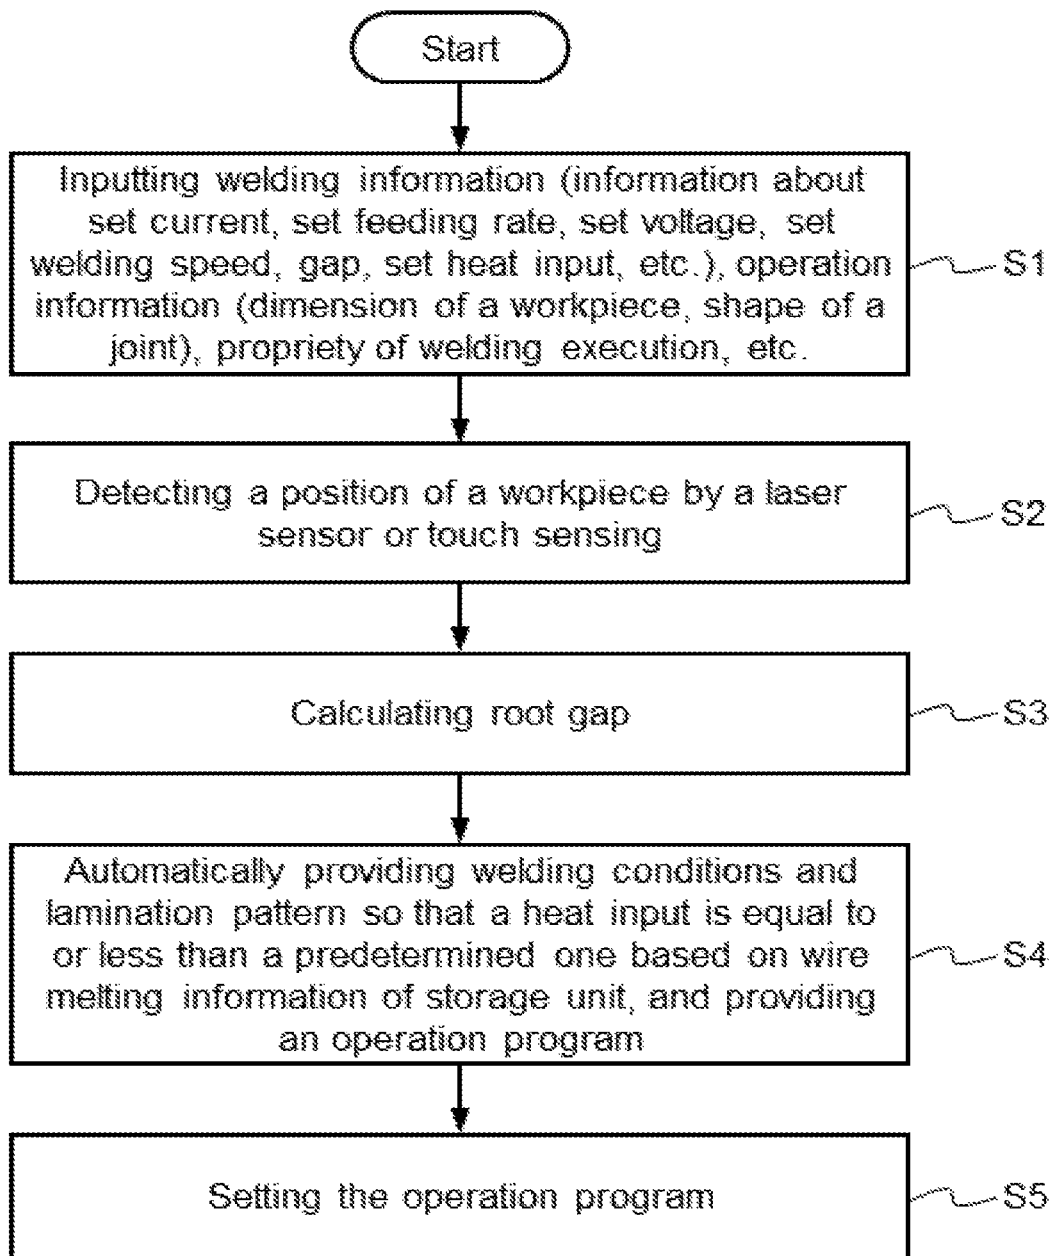 Start
Inputting welding information (information about
set current, set feeding rate, set voltage, set
welding speed, gap, set heat input, etc.), operation
information (dimension of a workpiece, shape of a
joint), propriety of welding execution, etc.
S1
Detecting a position of a workpiece by a laser
sensor or touch sensing
S2
Calculating root gap
S3
Automatically providing welding conditions and
lamination pattern so that a heat input is equal to
or less than a predetermined one based on wire
melting information of storage unit, and providing
an operation program
S4
Setting the operation program
S5